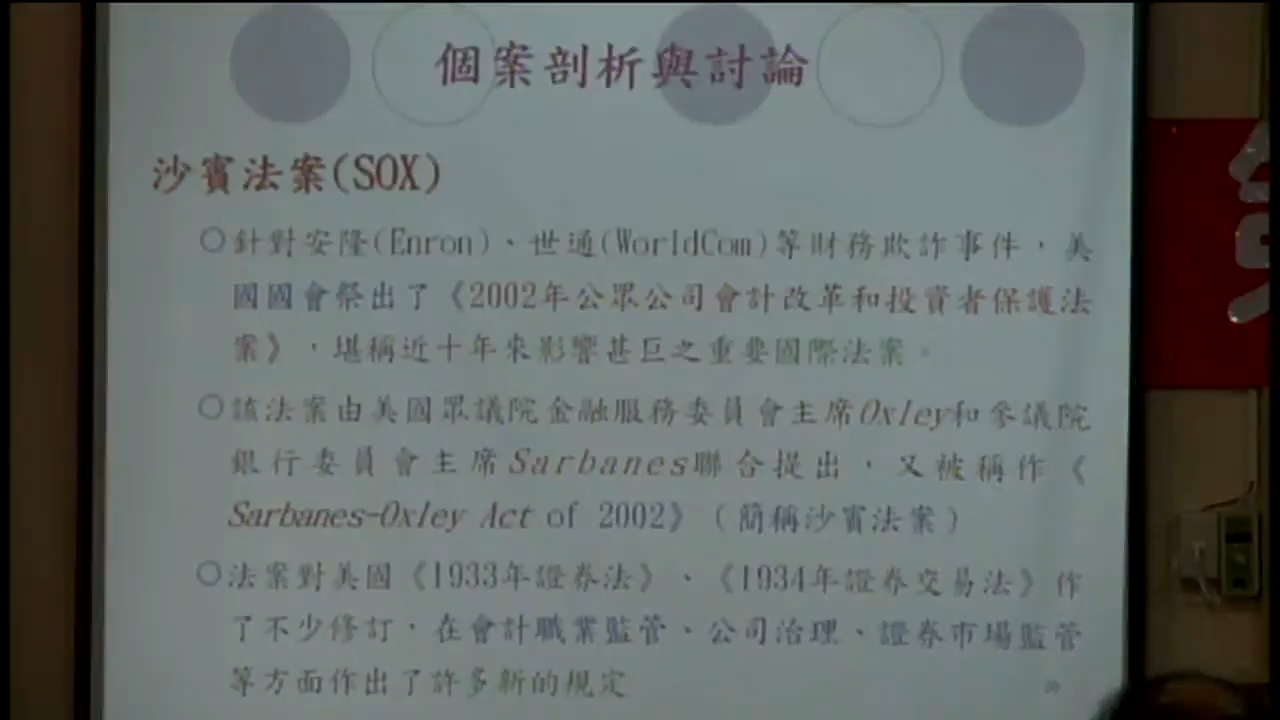 個案剖析與討論
沙賓法案(SOX)
○針對安隆(Enron)、世通(WorldCom)等財務欺詐事件，美
國國會祭出了《2002年公眾公司會計改革和投資者保護法
案》，堪稱近十年來影響甚巨之重要國際法案。
○該法案由美國眾議院金融服務委員會主席Oxley和參議院
銀行委員會主席Sarbanes聯合提出，又被稱作《
Sarbanes-Oxley Act of 2002》（簡稱沙賓法案）
○法案對美國《1933年證券法》、《1934年證券交易法》作
了不少修訂，在會計職業監管、公司治理、證券市場監管
等方面作出了許多新的規定